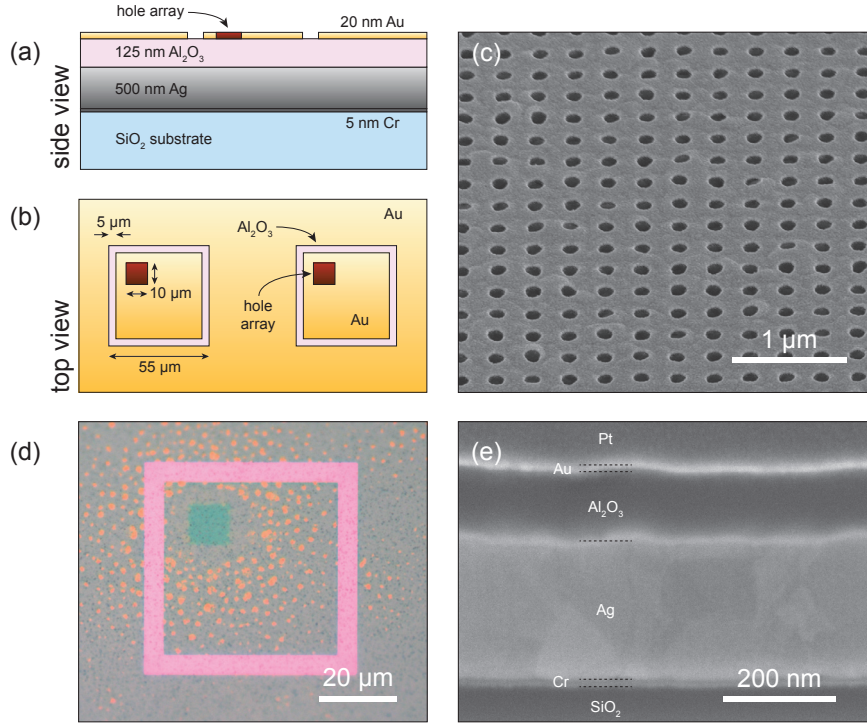 (a)
side view
hole array
20 nm Au
125 nm Al₂O₃
500 nm Ag
5 nm Cr
SiO₂ substrate
(b)
top view
5 µm
Al₂O₃
Au
10 µm
hole
array
Au
55 µm
(c)
1 µm
(d)
20 µm
(e)
Pt
Au
Al₂O₃
Ag
Cr
200 nm
SiO₂